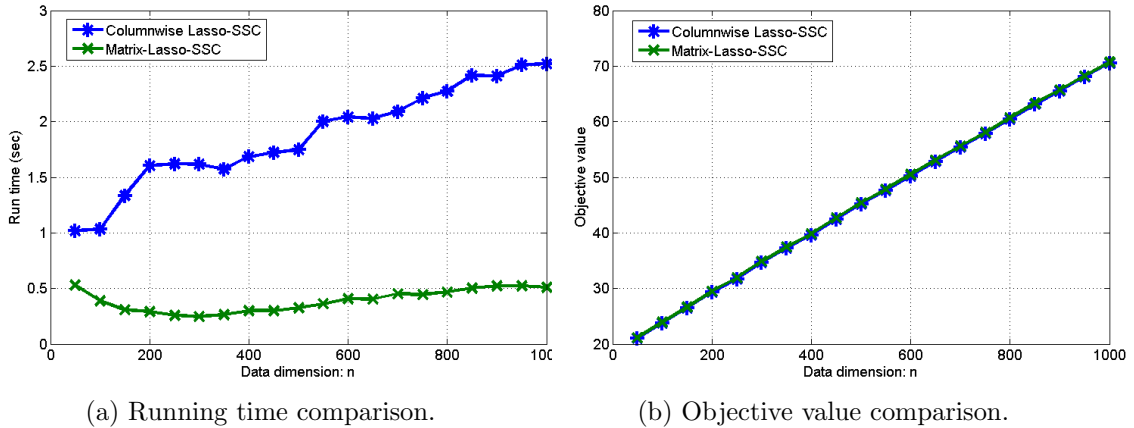 3
2.5
2
1.5
1
0.5
0
0
200
400
600
800
100
Run time (sec)
Data dimension: n
Columnwise Lasso-SSC
Matrix-Lasso-SSC
(a) Running time comparison.
80
70
60
50
40
30
20
0
200
400
600
800
1000
Objective value
Data dimension: n
Columnwise Lasso-SSC
Matrix-Lasso-SSC
(b) Objective value comparison.